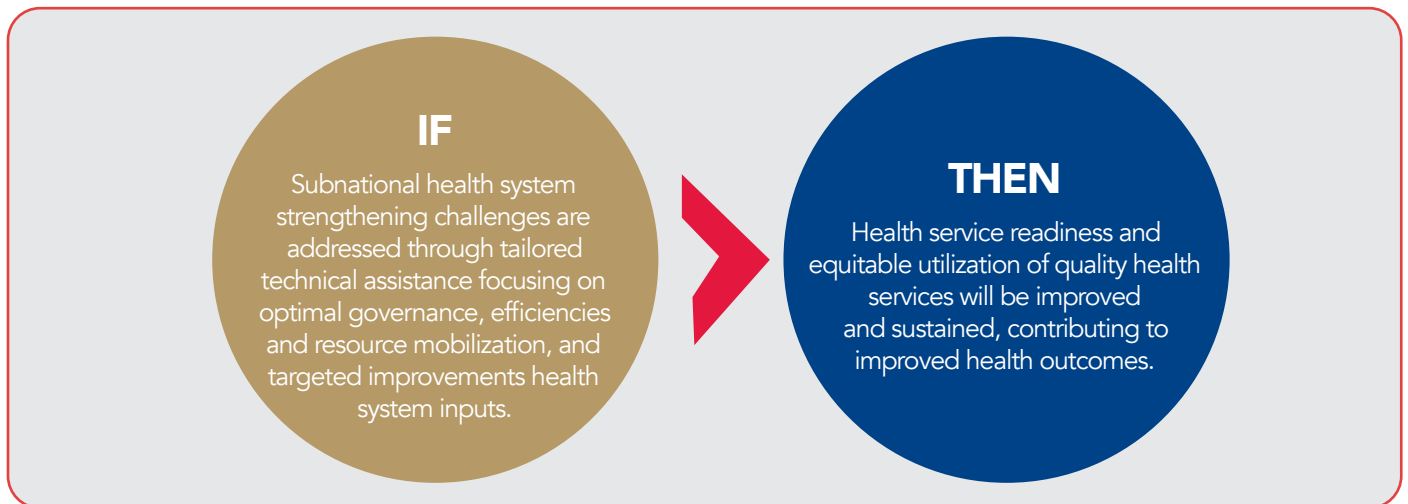 IF
Subnational health system
strengthening challenges are
addressed through tailored
technical assistance focusing on
optimal governance, efficiencies
and resource mobilization, and
targeted improvements health
system inputs.
THEN
Health service readiness and
equitable utilization of quality health
services will be improved
and sustained, contributing to
improved health outcomes.